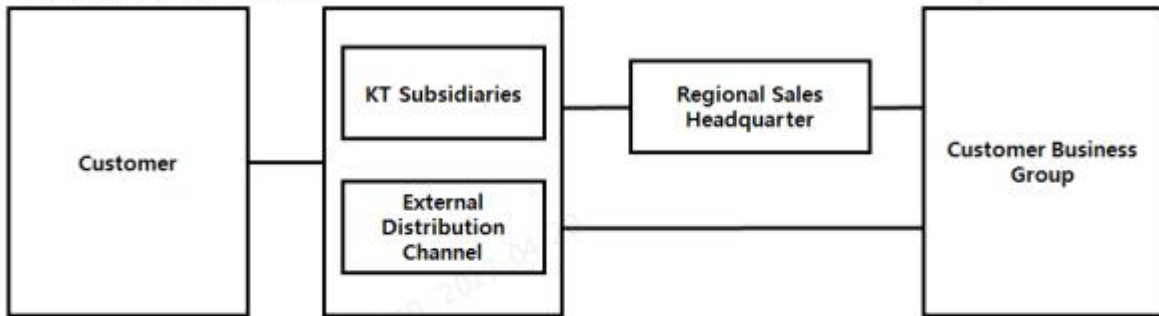 Customer
KT Subsidiaries
External
Distribution
Channel
Regional Sales
Headquarter
Customer Business
Group